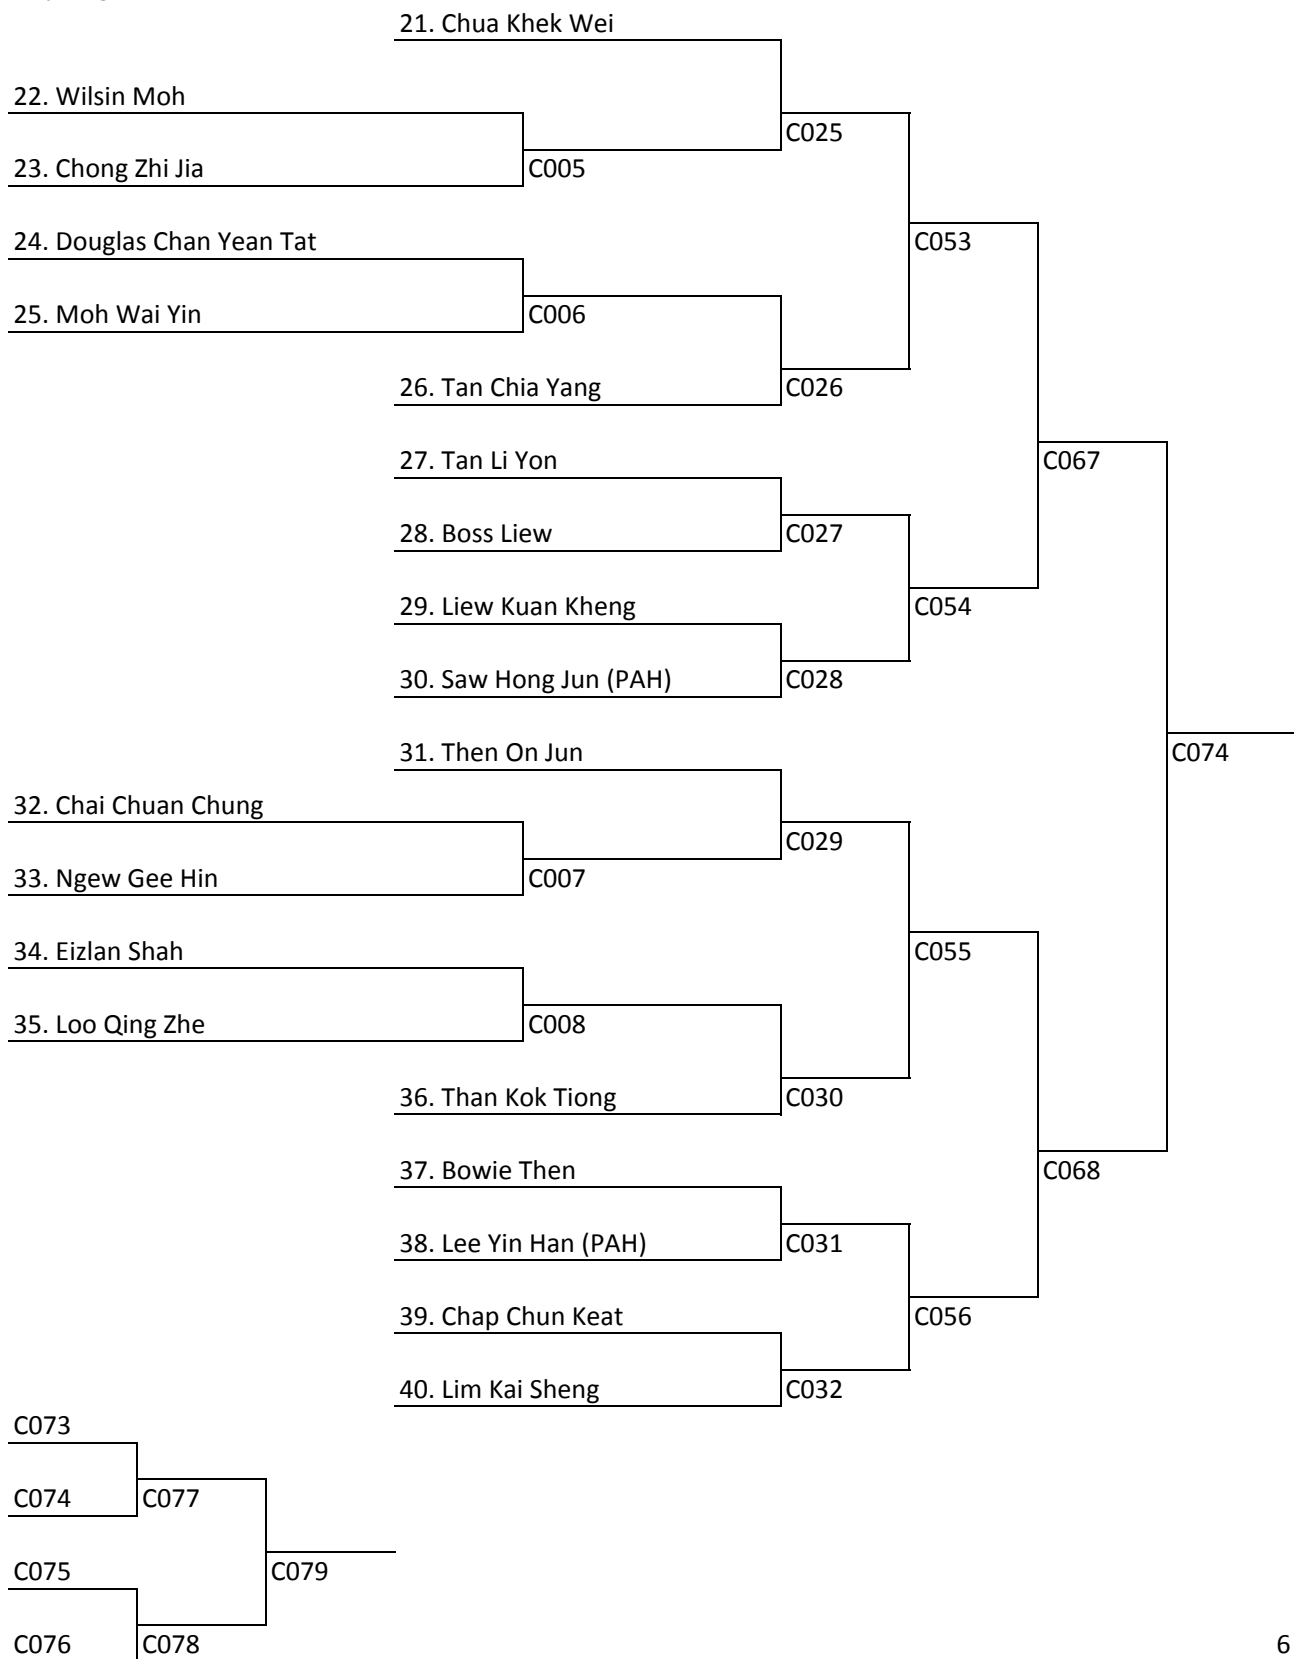 21. Chua Khek Wei
22. Wilsin Moh
C025
23. Chong Zhi Jia
C005
24. Douglas Chan Yean Tat
C053
25. Moh Wai Yin
C006
26. Tan Chia Yang
C026
27. Tan Li Yon
C067
28. Boss Liew
C027
29. Liew Kuan Kheng
C054
30. Saw Hong Jun (PAH)
C028
31. Then On Jun
C074
32. Chai Chuan Chung
C029
33. Ngew Gee Hin
C007
34. Eizlan Shah
C055
35. Loo Qing Zhe
C008
36. Than Kok Tiong
C030
37. Bowie Then
C068
38. Lee Yin Han (PAH)
C031
39. Chap Chun Keat
C056
40. Lim Kai Sheng
C032
C073
C074
C077
C075
C079
C076
C078
6